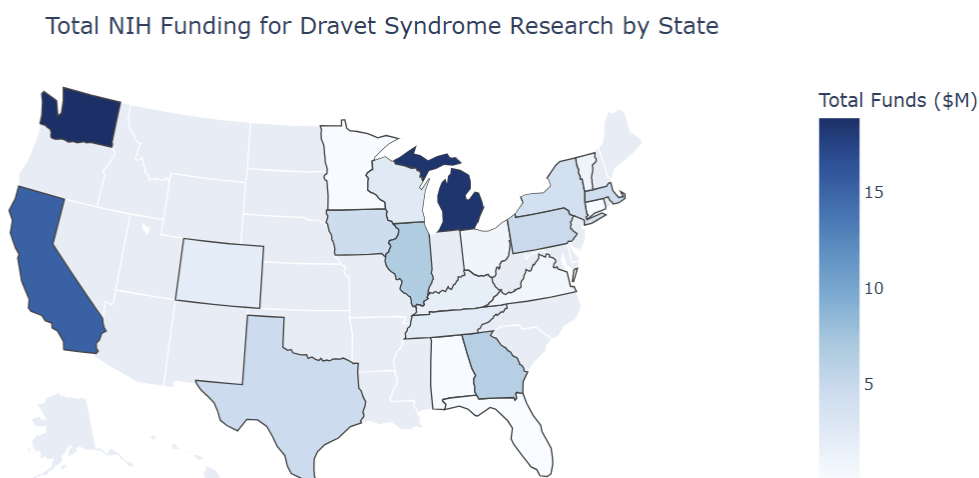 Total NIH Funding for Dravet Syndrome Research by State
Total Funds ($M)
15
10
5